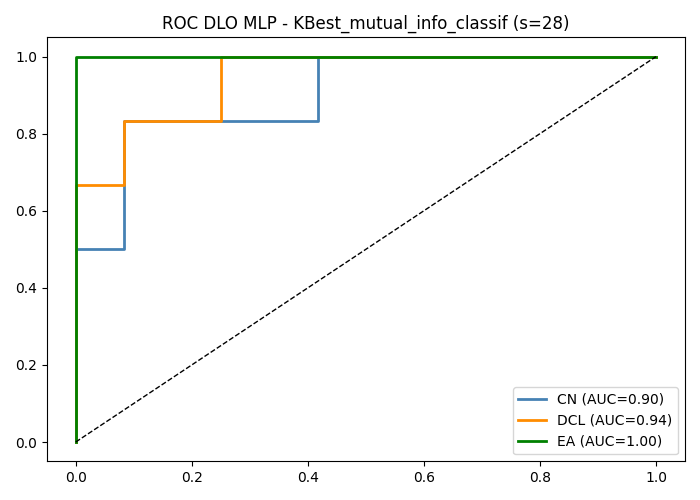 ROC DLO MLP - KBest_mutual_info_classif (s=28)
1.0
0.8
0.6
0.4
0.2
0.0
0.0 0.2 0.4 0.6 0.8 1.0
CN (AUC=0.90)
DCL (AUC=0.94)
EA (AUC=1.00)